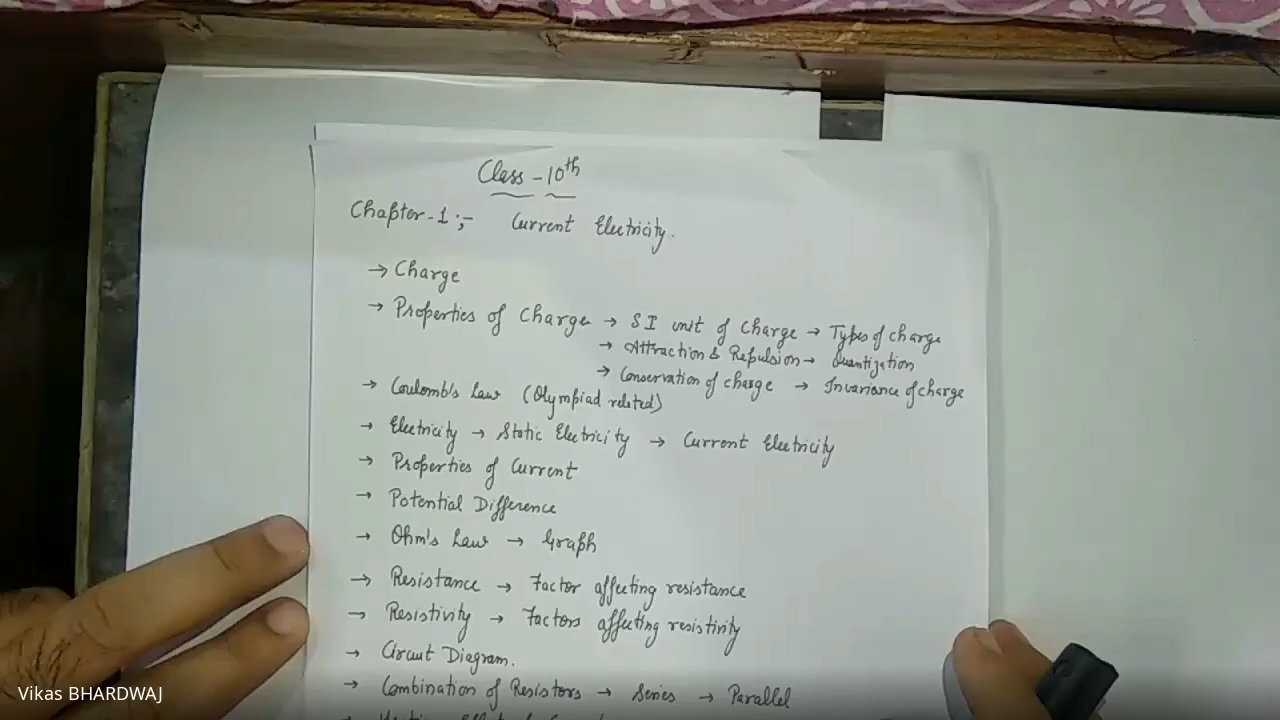 Class - 10th
Chapter-1 :- Current Electricity.
→ Charge
→ Properties of Charge → SI unit of Charge → Types of charge
→ Attraction & Repulsion → Quantization
→ Conservation of charge → Invariance of charge
→ Coulomb's Law (Olympiad related)
→ Electricity → Static Electricity → Current Electricity
→ Properties of Current
→ Potential Difference
→ Ohm's Law → Graph
→ Resistance → Factor affecting resistance
→ Resistivity → Factors affecting resistivity
→ Circuit Diagram.
→ Combination of Resistors → Series → Parallel
Vikas BHARDWAJ